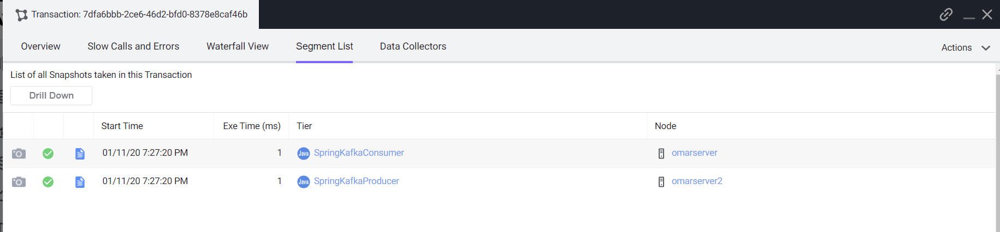 Transaction: 7dfa6bbb-2ce6-46d2-bfd0-8378e8caf46b
Overview Slow Calls and Errors Waterfall View Segment List Data Collectors Actions
List of all Snapshots taken in this Transaction
Drill Down
Start Time Exe Time (ms) Tier Node
01/11/20 7:27:20 PM 1 Java SpringKafkaConsumer omarserver
01/11/20 7:27:20 PM 1 Java SpringKafkaProducer omarserver2